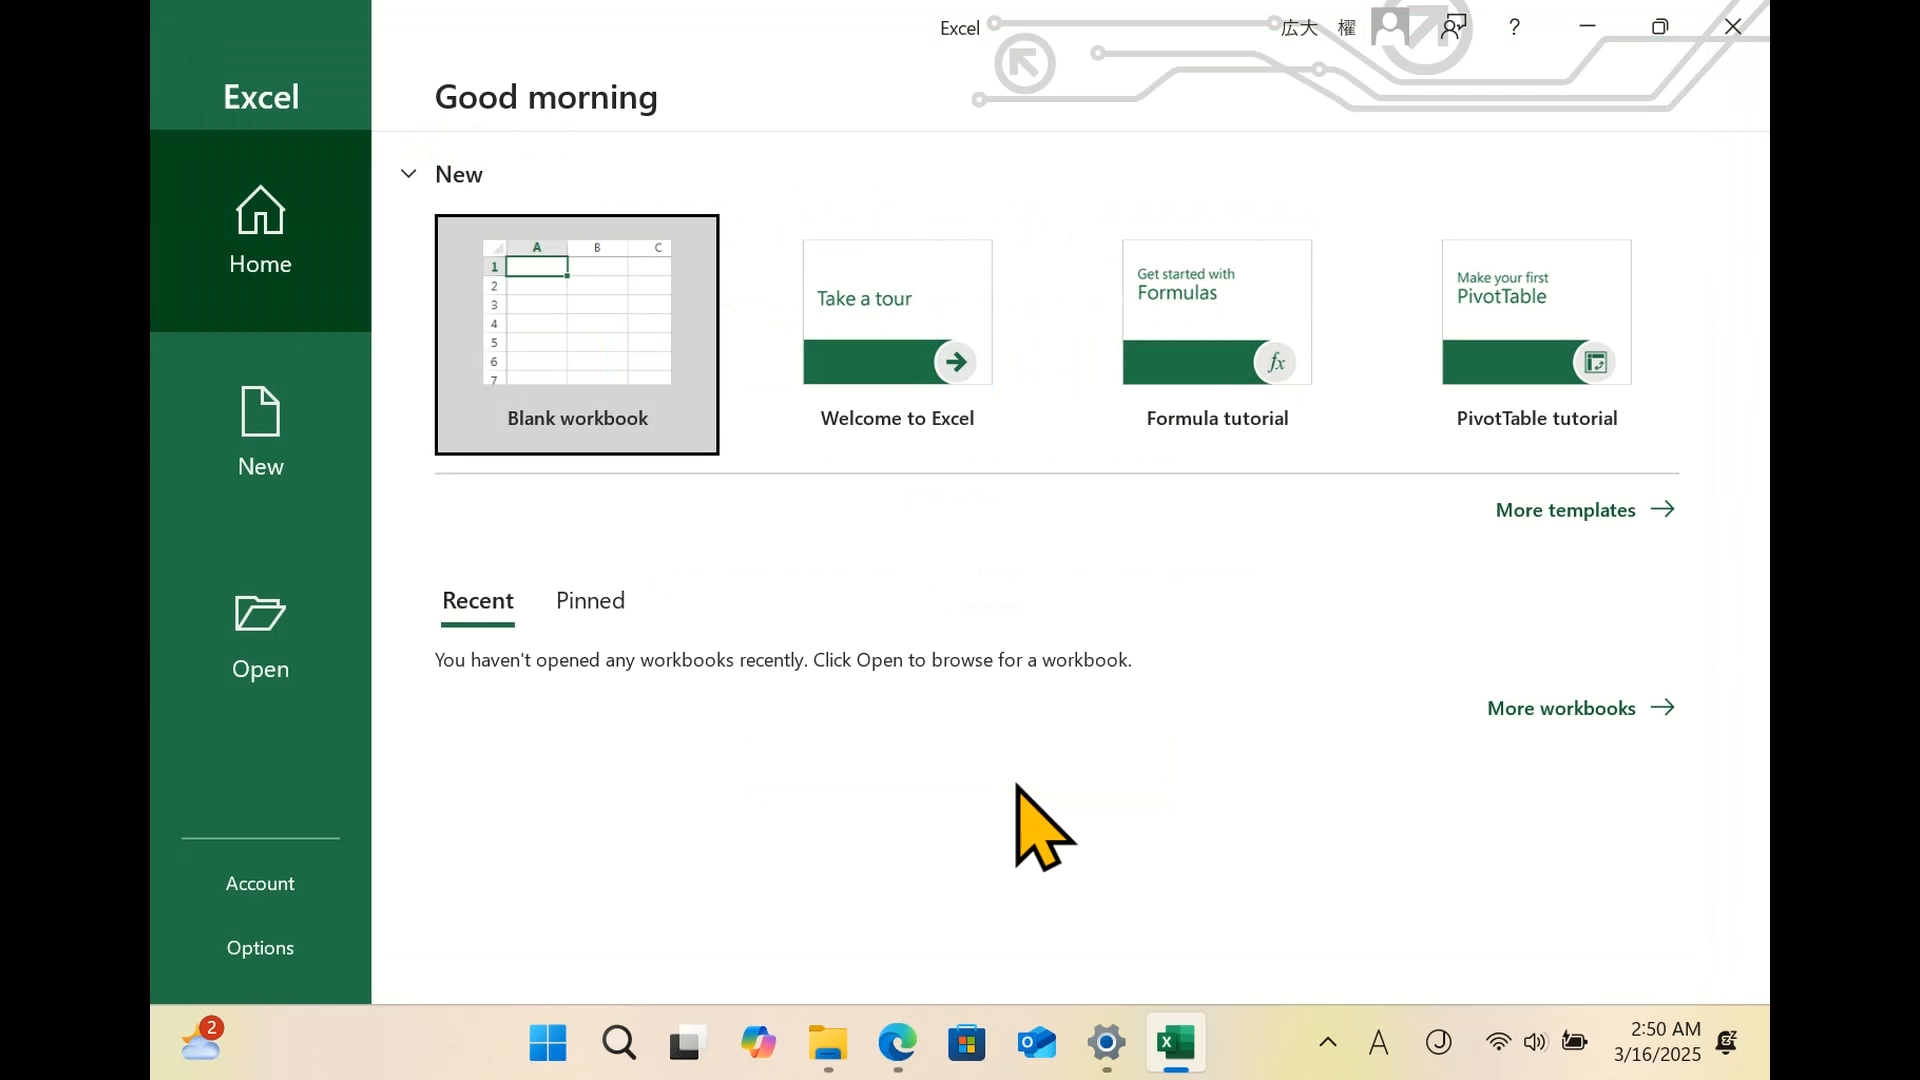 Excel
広大 櫂
?
Excel
Good morning
Home
New
Open
Account
Options
New
A B C
1
2
3
4
5
6
7
Blank workbook
Take a tour
Welcome to Excel
Get started with
Formulas
fx
Formula tutorial
Make your first
PivotTable
PivotTable tutorial
More templates
Recent Pinned
You haven't opened any workbooks recently. Click Open to browse for a workbook.
More workbooks
2
A
J
2:50 AM
3/16/2025